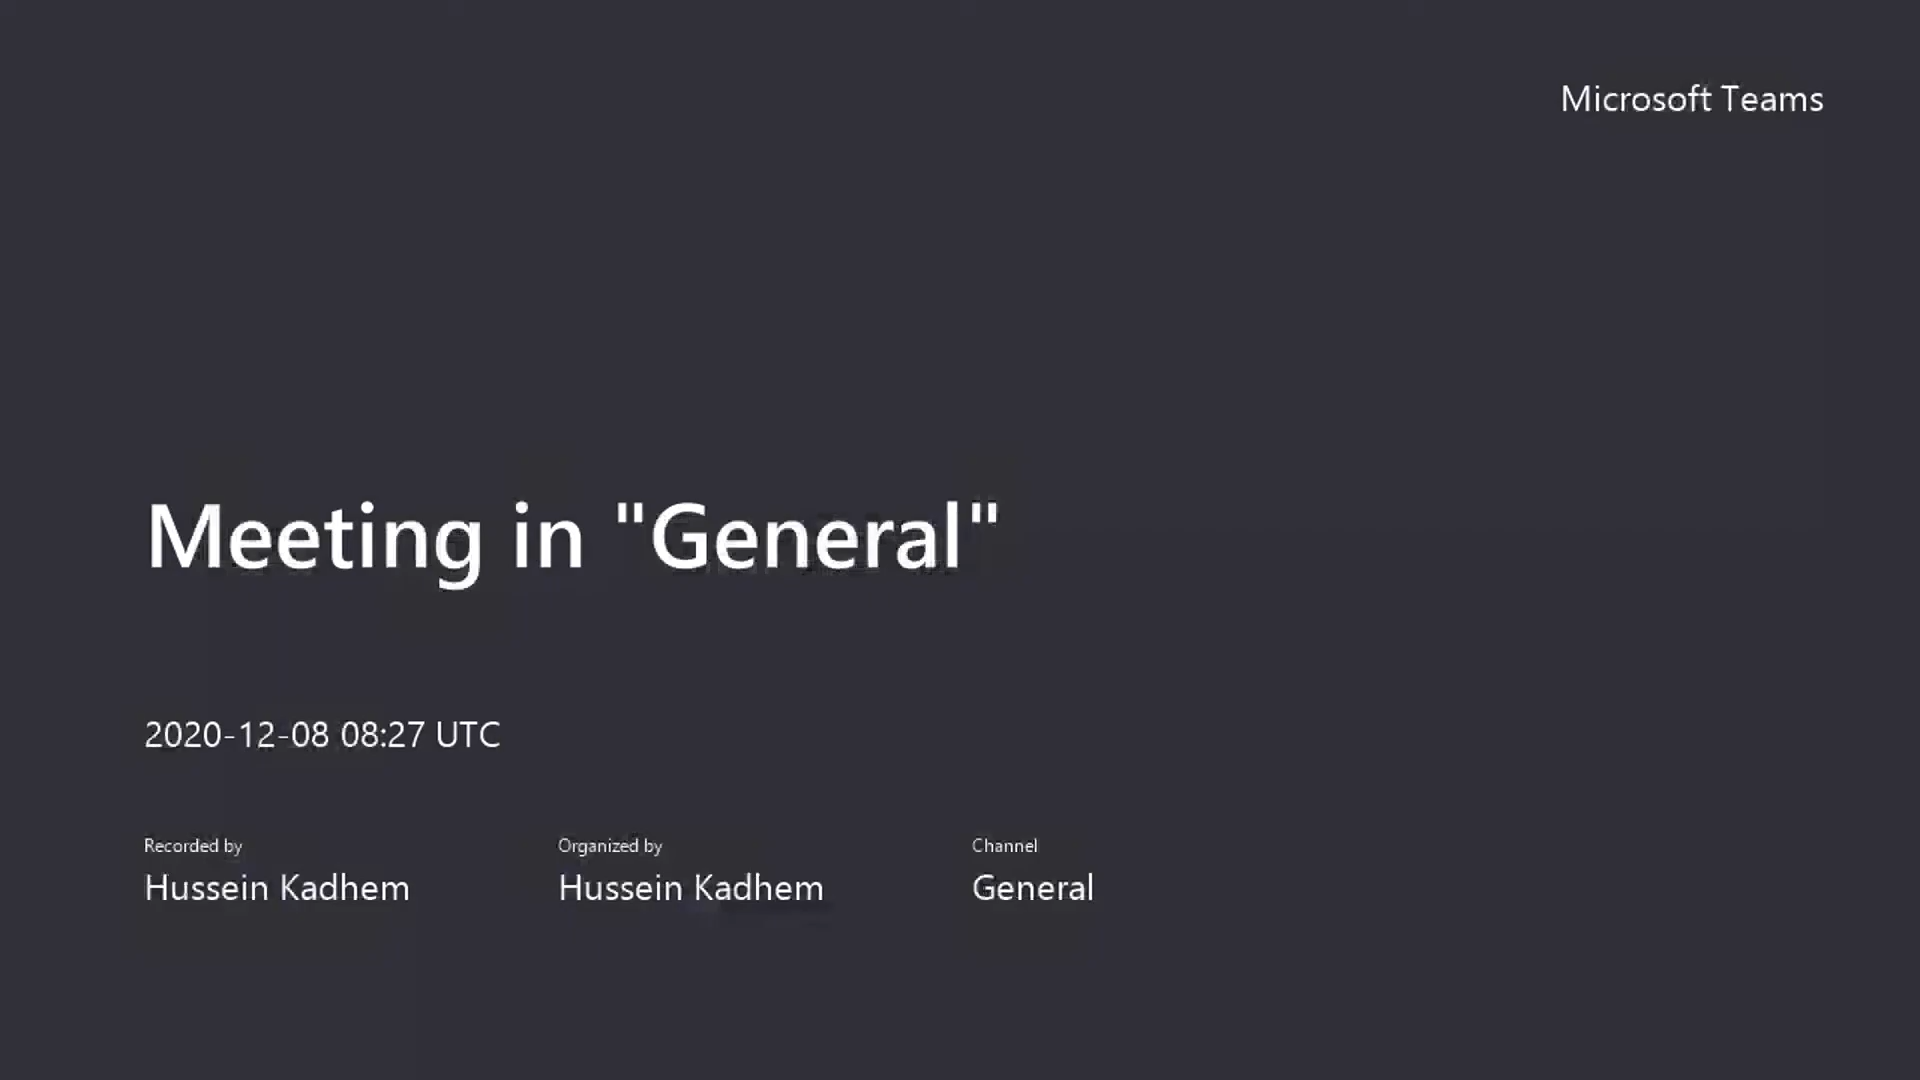 Microsoft Teams
Meeting in "General"
2020-12-08 08:27 UTC
Recorded by
Hussein Kadhem
Organized by
Hussein Kadhem
Channel
General